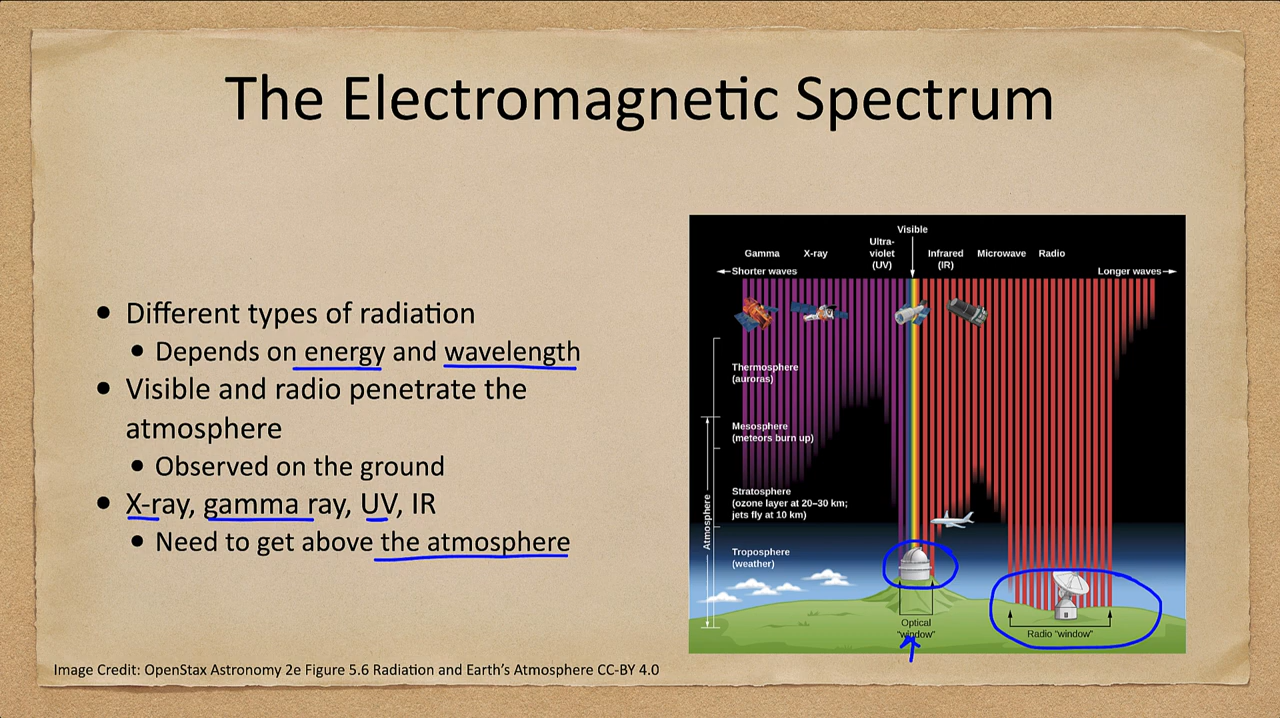 The Electromagnetic Spectrum
• Different types of radiation
• Depends on energy and wavelength
• Visible and radio penetrate the
atmosphere
• Observed on the ground
• X-ray, gamma ray, UV, IR
• Need to get above the atmosphere
Visible
Gamma
X-ray
Ultra-
violet
(UV)
Infrared
(IR)
Microwave
Radio
Shorter waves
Longer waves
Thermosphere
(auroras)
Mesosphere
(meteors burn up)
Stratosphere
(ozone layer at 20–30 km;
jets fly at 10 km)
Atmosphere
Troposphere
(weather)
Optical
"window"
Radio "window"
Image Credit: OpenStax Astronomy 2e Figure 5.6 Radiation and Earth's Atmosphere CC-BY 4.0